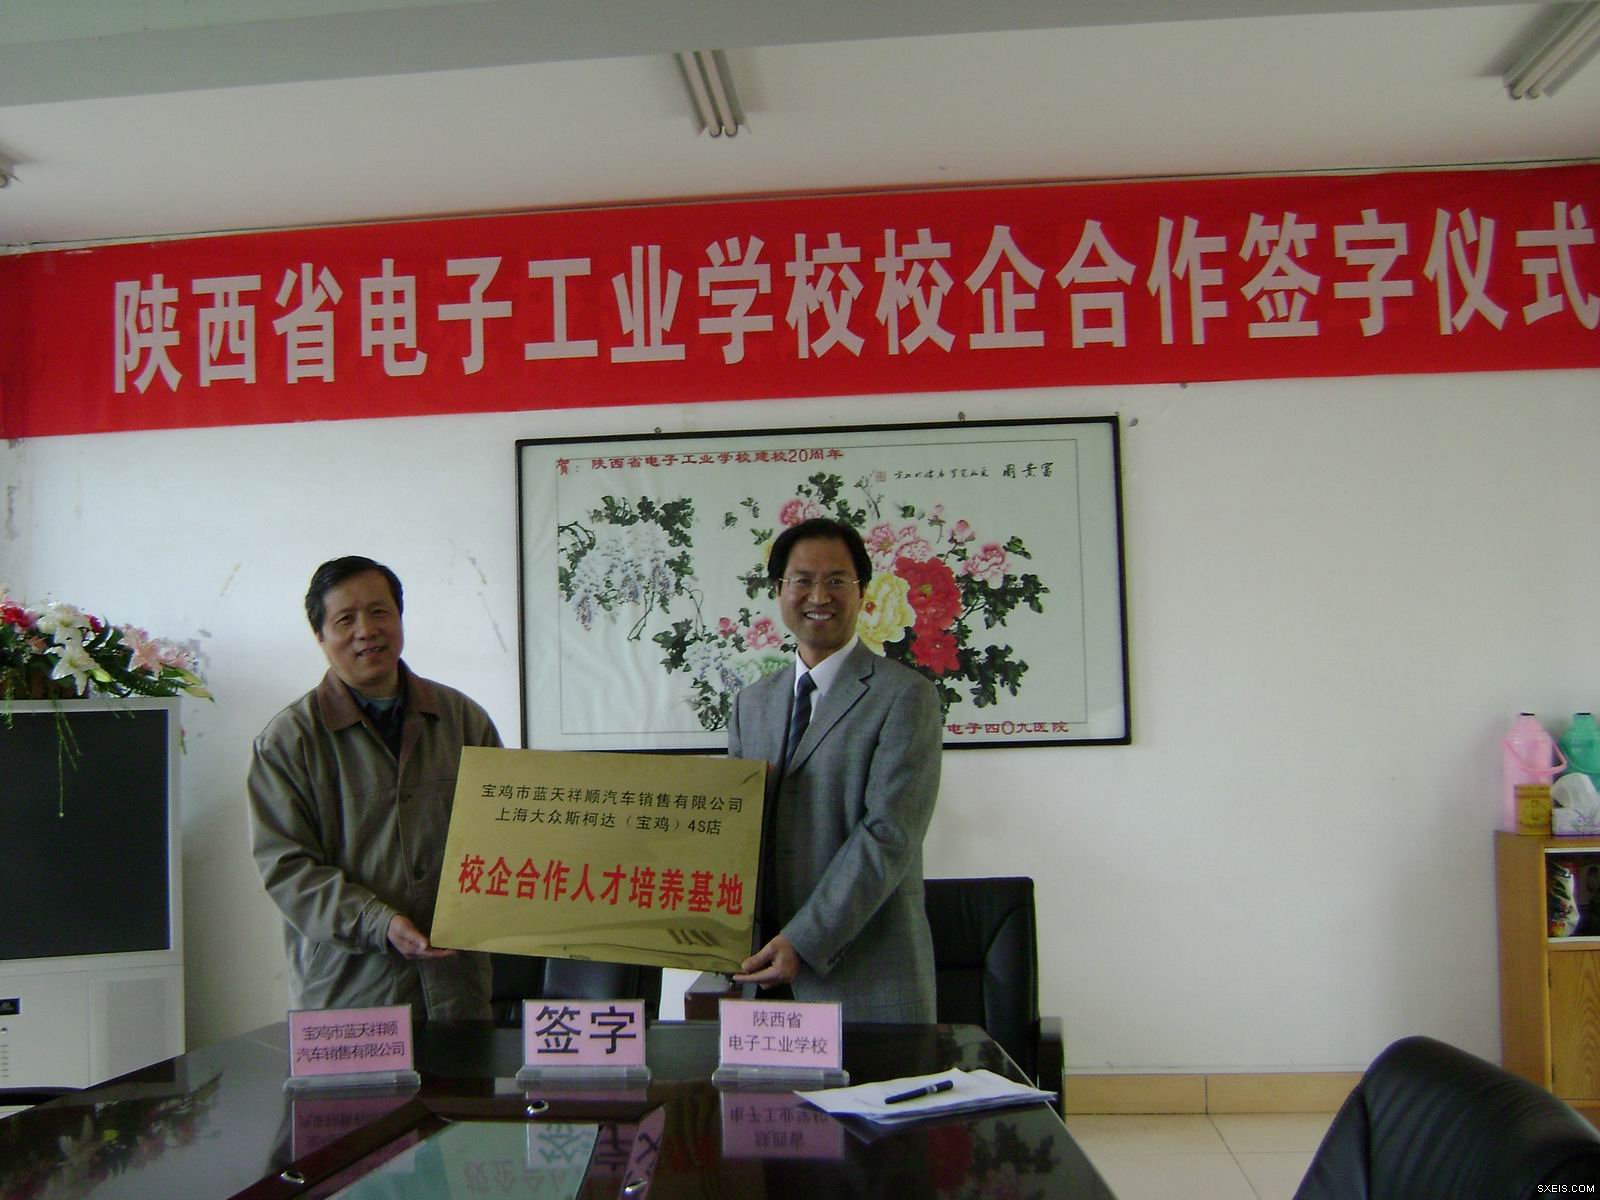 陕西省电子工业学校校企合作签字仪式
贺：陕西省电子工业学校建校20周年
富贵图
电子四〇九医院
宝鸡市蓝天祥顺汽车销售有限公司
上海大众斯柯达（宝鸡）4S店
校企合作人才培养基地
宝鸡市蓝天祥顺
汽车销售有限公司
签字
陕西省
电子工业学校
SXEIS.COM